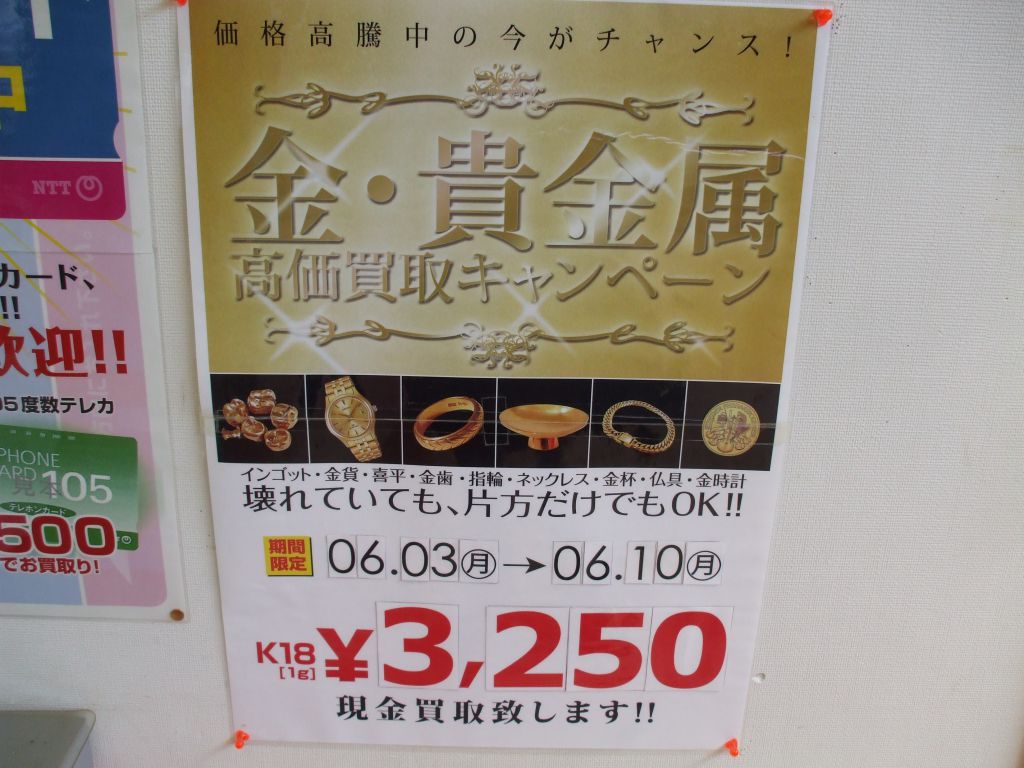 価格高騰中の今がチャンス!
金・貴金属
高価買取キャンペーン
インゴット・金貨・喜平・金歯・指輪・ネックレス・金杯・仏具・金時計
壊れていても、片方だけでもOK!!
期間
限定
06.03㊊→06.10㊊
K18
[1g]
¥3,250
現金買取致します!!
NTT
カード、
!!
歓迎!!
05度数テレカ
PHONE
CARD 105
見本
テレホンカード
500
でお買取り!